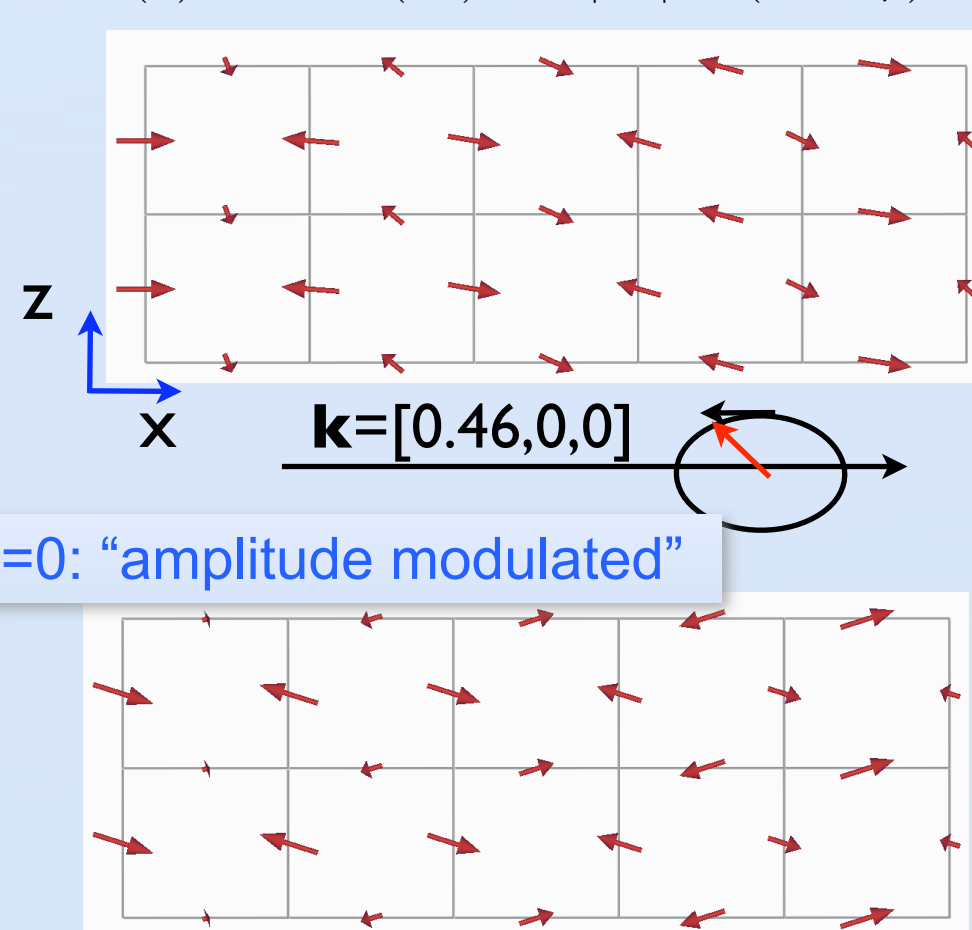 z
x
k=[0.46,0,0]
=0: “amplitude modulated”